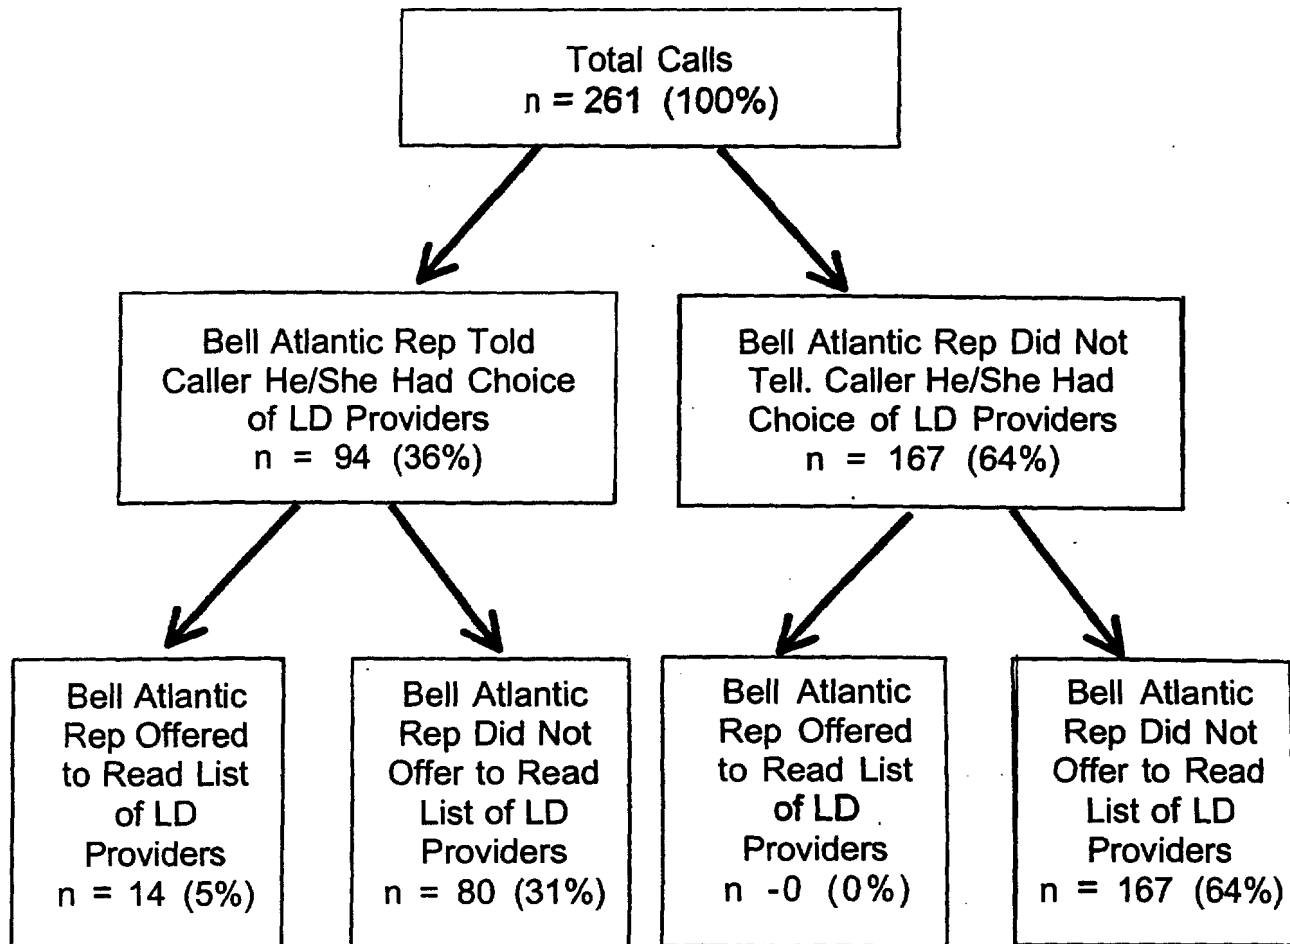 Total Calls
n = 261 (100%)
Bell Atlantic Rep Told
Caller He/She Had Choice
of LD Providers
n = 94 (36%)
Bell Atlantic Rep Did Not
Tell. Caller He/She Had
Choice of LD Providers
n = 167 (64%)
Bell Atlantic
Rep Offered
to Read List
of LD
Providers
n = 14 (5%)
Bell Atlantic
Rep Did Not
Offer to Read
List of LD
Providers
n = 80 (31%)
Bell Atlantic
Rep Offered
to Read List
of LD
Providers
n -0 (0%)
Bell Atlantic
Rep Did Not
Offer to Read
List of LD
Providers
n = 167 (64%)